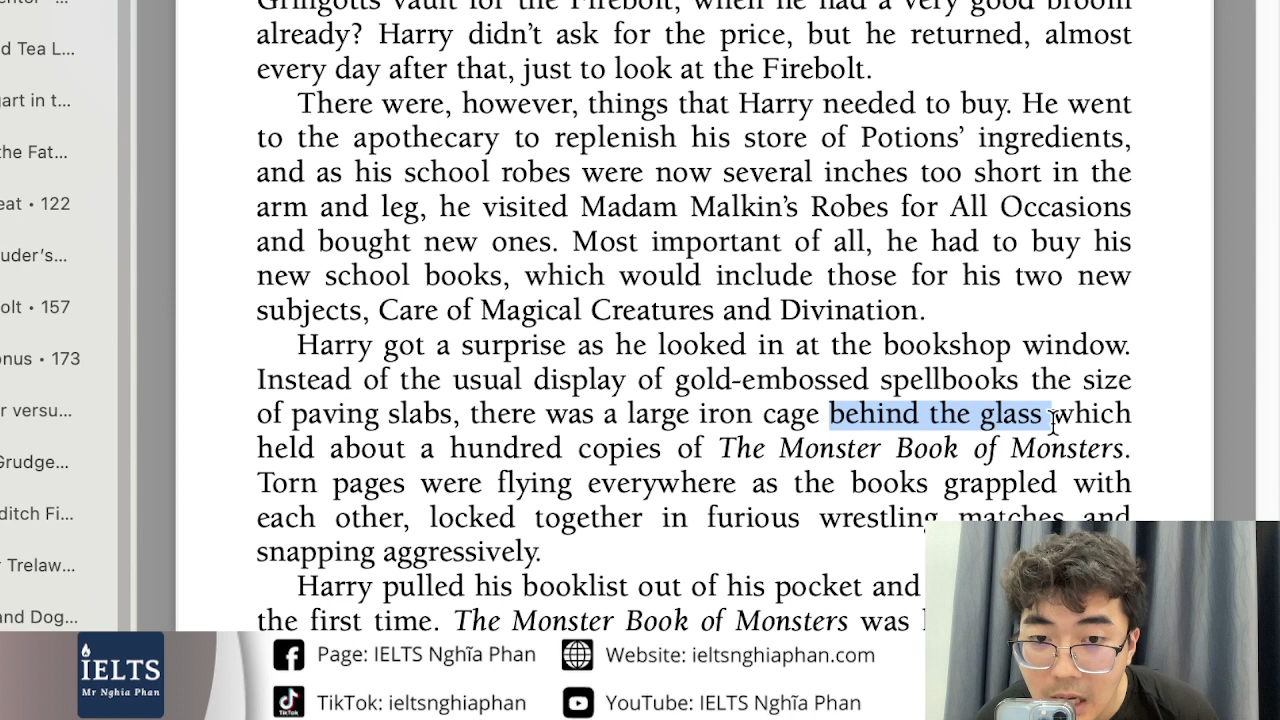 d Tea L...
gart in t...
the Fat...
eat • 122
uder's...
olt • 157
onus • 173
r versu...
Grudge...
ditch Fi...
r Trelaw...
and Dog...
Gringotts vault for the Firebolt, when he had a very good broom
already? Harry didn't ask for the price, but he returned, almost
every day after that, just to look at the Firebolt.
There were, however, things that Harry needed to buy. He went
to the apothecary to replenish his store of Potions' ingredients,
and as his school robes were now several inches too short in the
arm and leg, he visited Madam Malkin's Robes for All Occasions
and bought new ones. Most important of all, he had to buy his
new school books, which would include those for his two new
subjects, Care of Magical Creatures and Divination.
Harry got a surprise as he looked in at the bookshop window.
Instead of the usual display of gold-embossed spellbooks the size
of paving slabs, there was a large iron cage behind the glass which
held about a hundred copies of The Monster Book of Monsters.
Torn pages were flying everywhere as the books grappled with
each other, locked together in furious wrestling matches and
snapping aggressively.
Harry pulled his booklist out of his pocket and
the first time. The Monster Book of Monsters was
IELTS
Mr Nghia Phan
Page: IELTS Nghĩa Phan
Website: ieltsnghiaphan.com
TikTok
TikTok: ieltsnghiaphan
YouTube: IELTS Nghĩa Phan